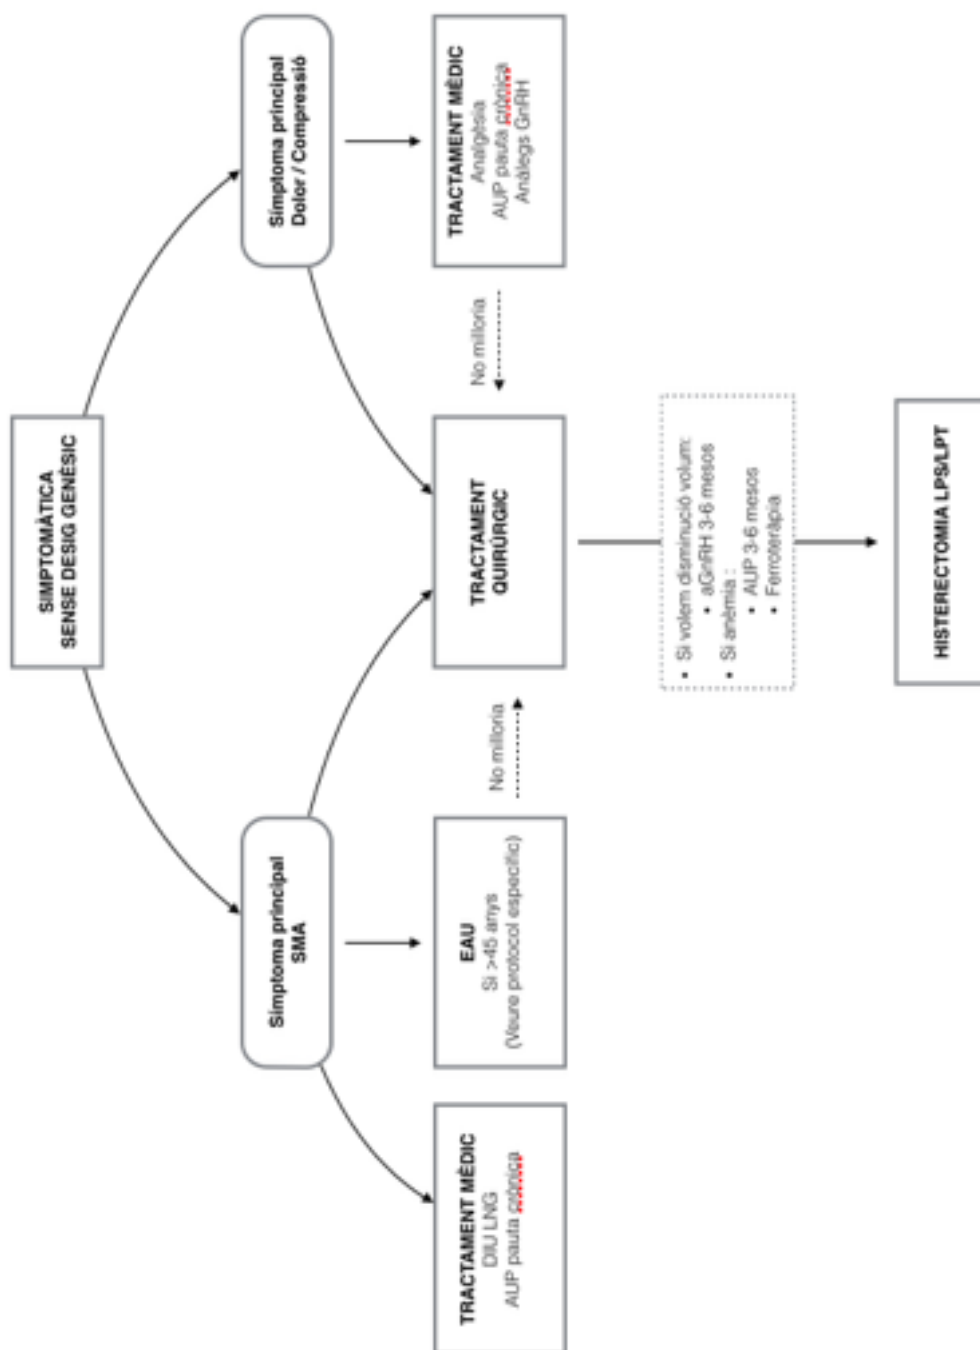 SIMPTOMÀTICA
SENSE DESIG GENÈSIC
Símptoma principal
SMA
Símptoma principal
Dolor / Compressió
TRACTAMENT MÈDIC
DIU LNG
AUP pauta crònica
EAU
Si >45 anys
(Veure protocol específic)
No milloria
TRACTAMENT
QUIRÚRGIC
No milloria
TRACTAMENT MÈDIC
Analgèsia
AUP pauta crònica
Anàlegs GnRH
• Si volem disminució volum:
• aGnRH 3-6 mesos
• Si anèmia :
• AUP 3-6 mesos
• Ferroteràpia
HISTERECTOMIA LPS/LPT